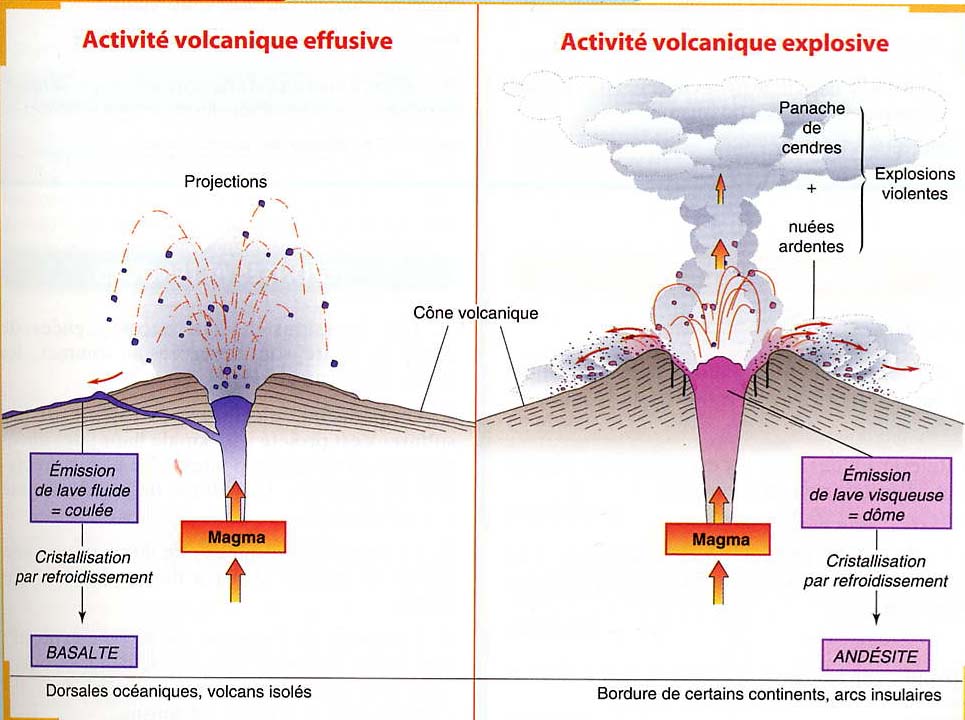 Activité volcanique effusive
Projections
Cône volcanique
Émission
de lave fluide
= coulée
Magma
Cristallisation
par refroidissement
BASALTE
Dorsales océaniques, volcans isolés
Activité volcanique explosive
Panache
de
cendres
+
nuées
ardentes
Explosions
violentes
Émission
de lave visqueuse
= dôme
Magma
Cristallisation
par refroidissement
ANDÉSITE
Bordure de certains continents, arcs insulaires